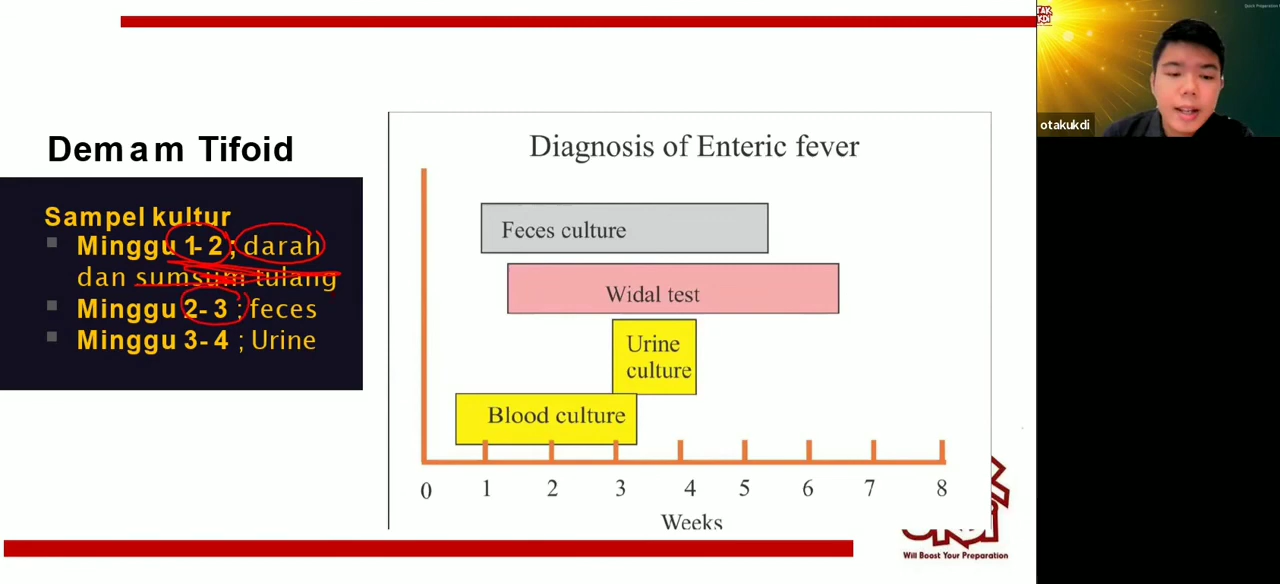 Demam Tifoid
Sampel kultur
Minggu 1-2 ; darah
dan sumsum tulang
Minggu 2-3 ; feces
Minggu 3-4 ; Urine
Diagnosis of Enteric fever
Feces culture
Widal test
Urine
culture
Blood culture
0 1 2 3 4 5 6 7 8
Weeks
Will Boost Your Preparation
otakukdi